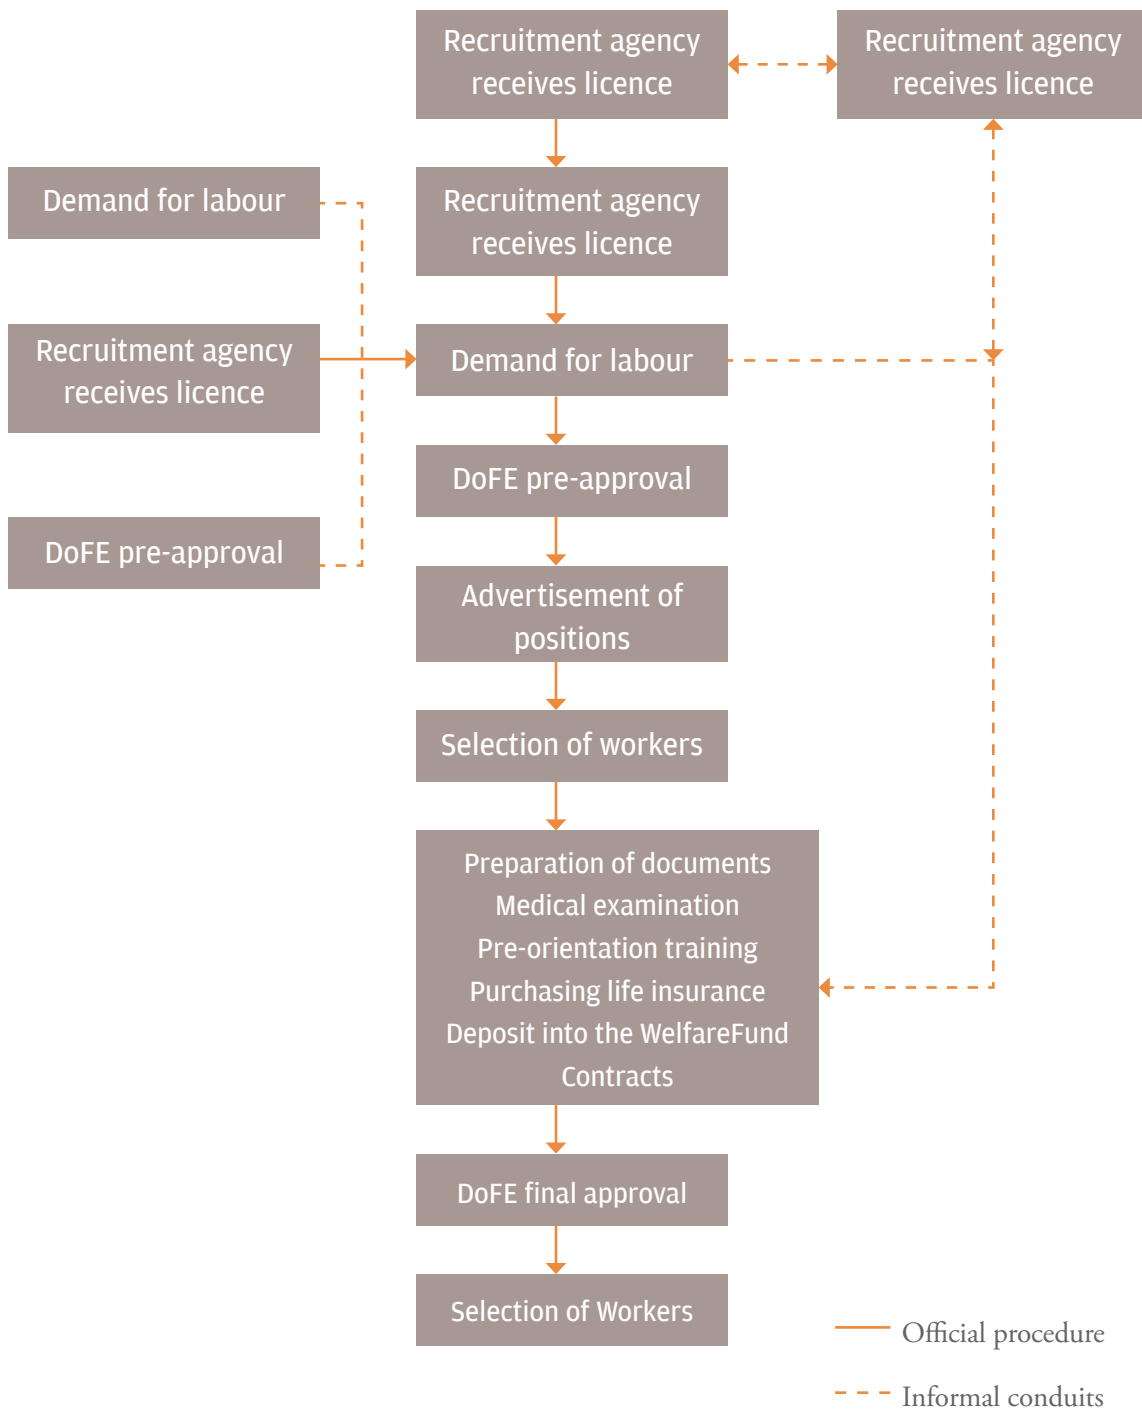 Recruitment agency
receives licence
Recruitment agency
receives licence
Demand for labour
Recruitment agency
receives licence
Recruitment agency
receives licence
Demand for labour
DoFE pre-approval
DoFE pre-approval
Advertisement of
positions
Selection of workers
Preparation of documents
Medical examination
Pre-orientation training
Purchasing life insurance
Deposit into the WelfareFund
Contracts
DoFE final approval
Selection of Workers
Official procedure
Informal conduits